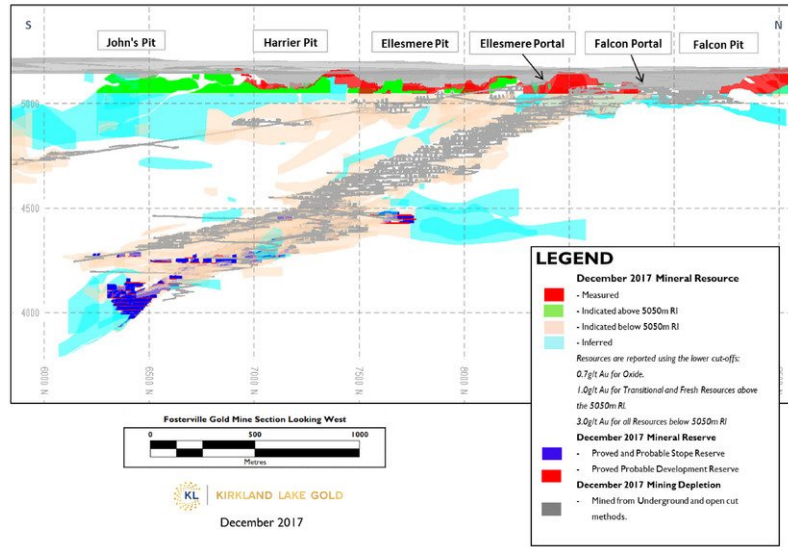 S
N
John's Pit
Harrier Pit
Ellesmere Pit
Ellesmere Portal
Falcon Portal
Falcon Pit
5000
4500
4000
6000 N
6500 N
7000 N
7500 N
8000 N
LEGEND
December 2017 Mineral Resource
- Measured
- Indicated above 5050m Rl
- Indicated below 5050m Rl
- Inferred
Resources are reported using the lower cut-offs:
0.7g/t Au for Oxide.
1.0g/t Au for Transitional and Fresh Resources above
the 5050m Rl.
3.0g/t Au for all Resources below 5050m Rl
December 2017 Mineral Reserve
- Proved and Probable Stope Reserve
- Proved Probable Development Reserve
December 2017 Mining Depletion
- Mined from Underground and open cut
methods.
Fosterville Gold Mine Section Looking West
0 500 1000
Metres
KL KIRKLAND LAKE GOLD
December 2017